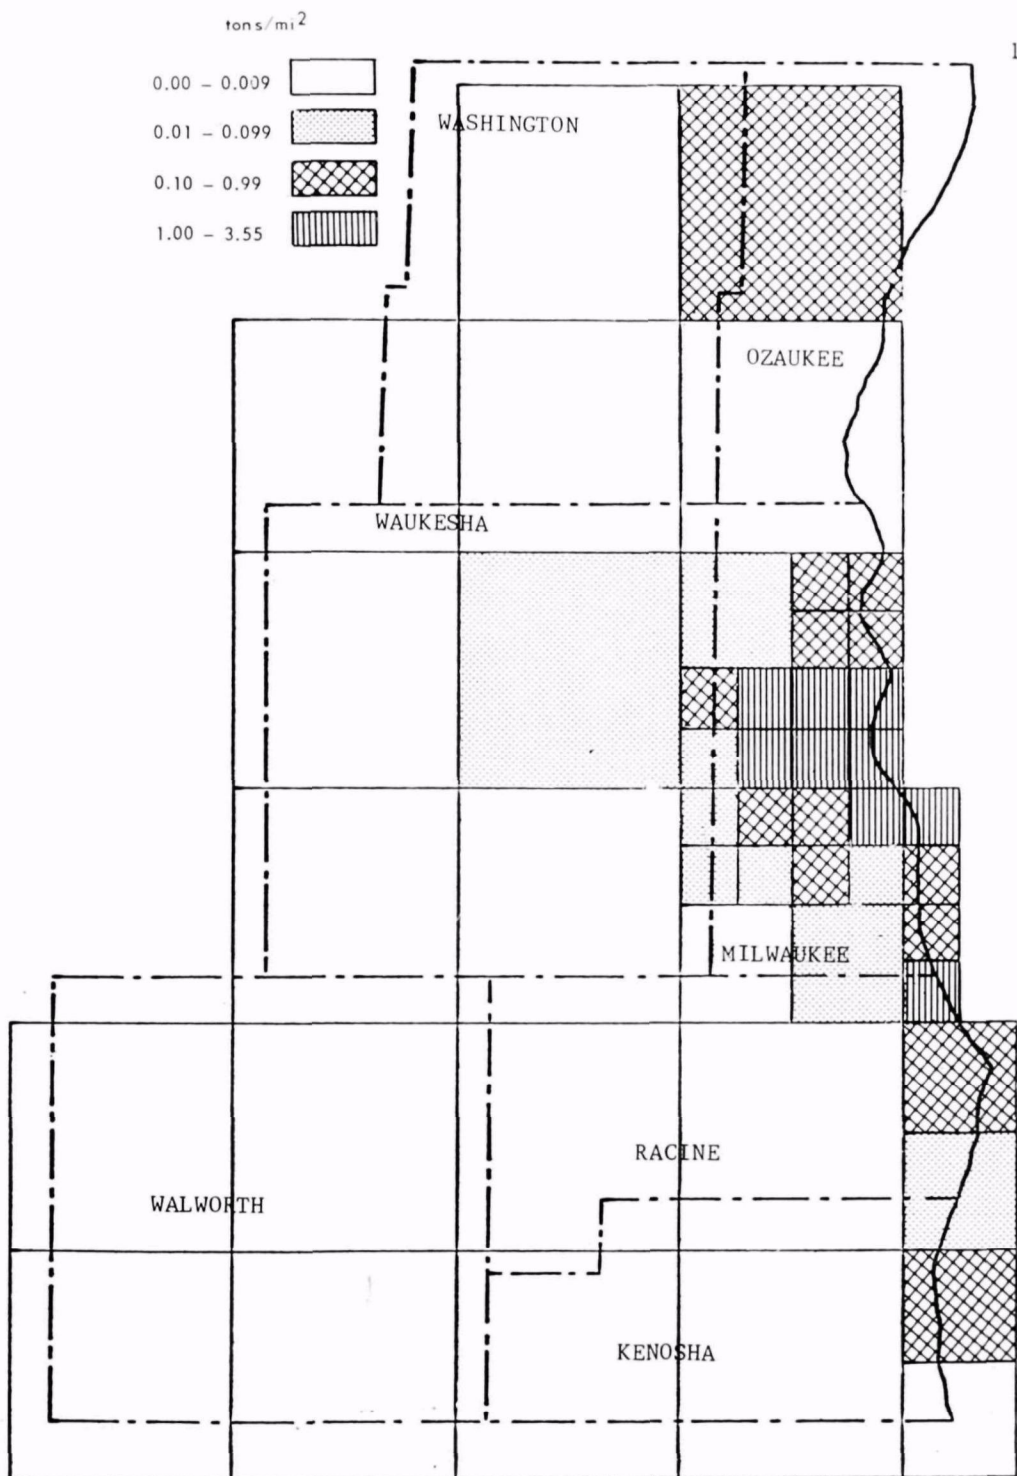 tons/mi²
1
0.00 - 0.009
0.01 - 0.099
0.10 - 0.99
1.00 - 3.55
WASHINGTON
OZAUKEE
WAUKESHA
MILWAUKEE
RACINE
WALWORTH
KENOSHA